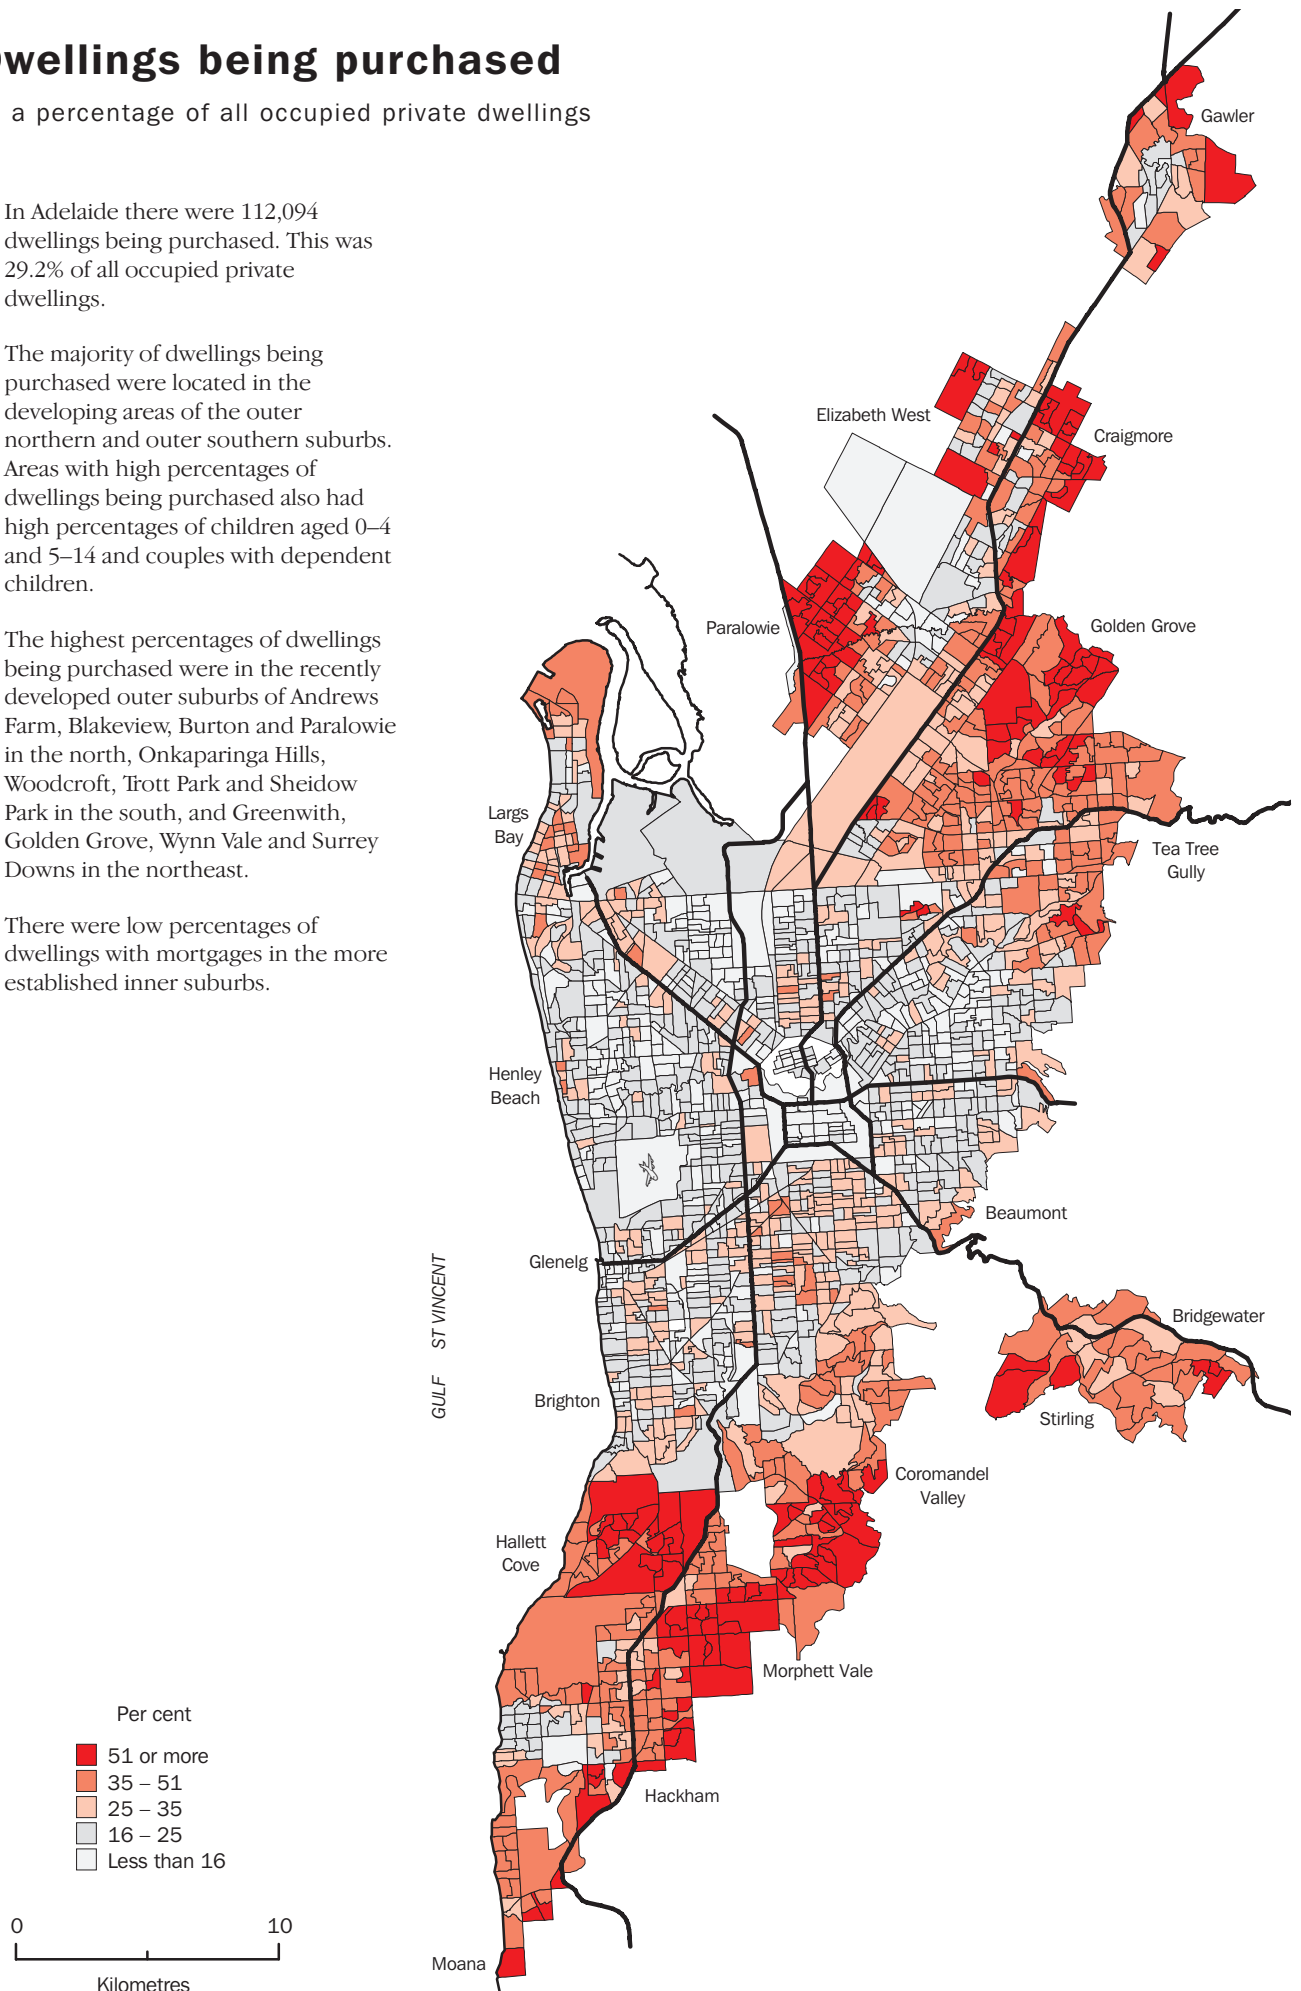 Dwellings being purchased
a percentage of all occupied private dwellings
In Adelaide there were 112,094
dwellings being purchased. This was
29.2% of all occupied private
dwellings.
The majority of dwellings being
purchased were located in the
developing areas of the outer
northern and outer southern suburbs.
Areas with high percentages of
dwellings being purchased also had
high percentages of children aged 0–4
and 5–14 and couples with dependent
children.
The highest percentages of dwellings
being purchased were in the recently
developed outer suburbs of Andrews
Farm, Blakeview, Burton and Paralowie
in the north, Onkaparinga Hills,
Woodcroft, Trott Park and Sheidow
Park in the south, and Greenwith,
Golden Grove, Wynn Vale and Surrey
Downs in the northeast.
There were low percentages of
dwellings with mortgages in the more
established inner suburbs.
Gawler
Elizabeth West
Craigmore
Paralowie
Golden Grove
Largs
Bay
Tea Tree
Gully
Henley
Beach
Beaumont
Glenelg
GULF ST VINCENT
Bridgewater
Brighton
Stirling
Coromandel
Valley
Hallett
Cove
Morphett Vale
Hackham
Moana
Per cent
51 or more
35 – 51
25 – 35
16 – 25
Less than 16
0 10
Kilometres